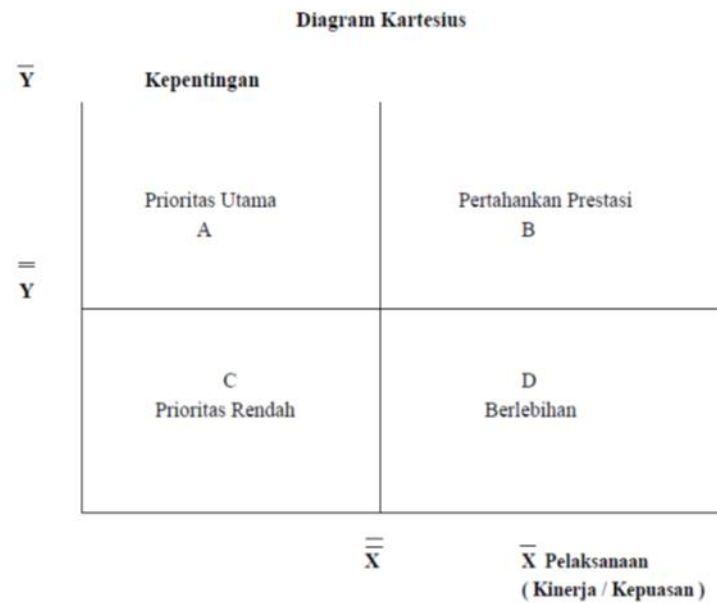 Diagram Kartesius
Y̅ Kepentingan
Prioritas Utama Pertahankan Prestasi
A B
Y̿
C D
Prioritas Rendah Berlebihan
X̿ X̅ Pelaksanaan
( Kinerja / Kepuasan )